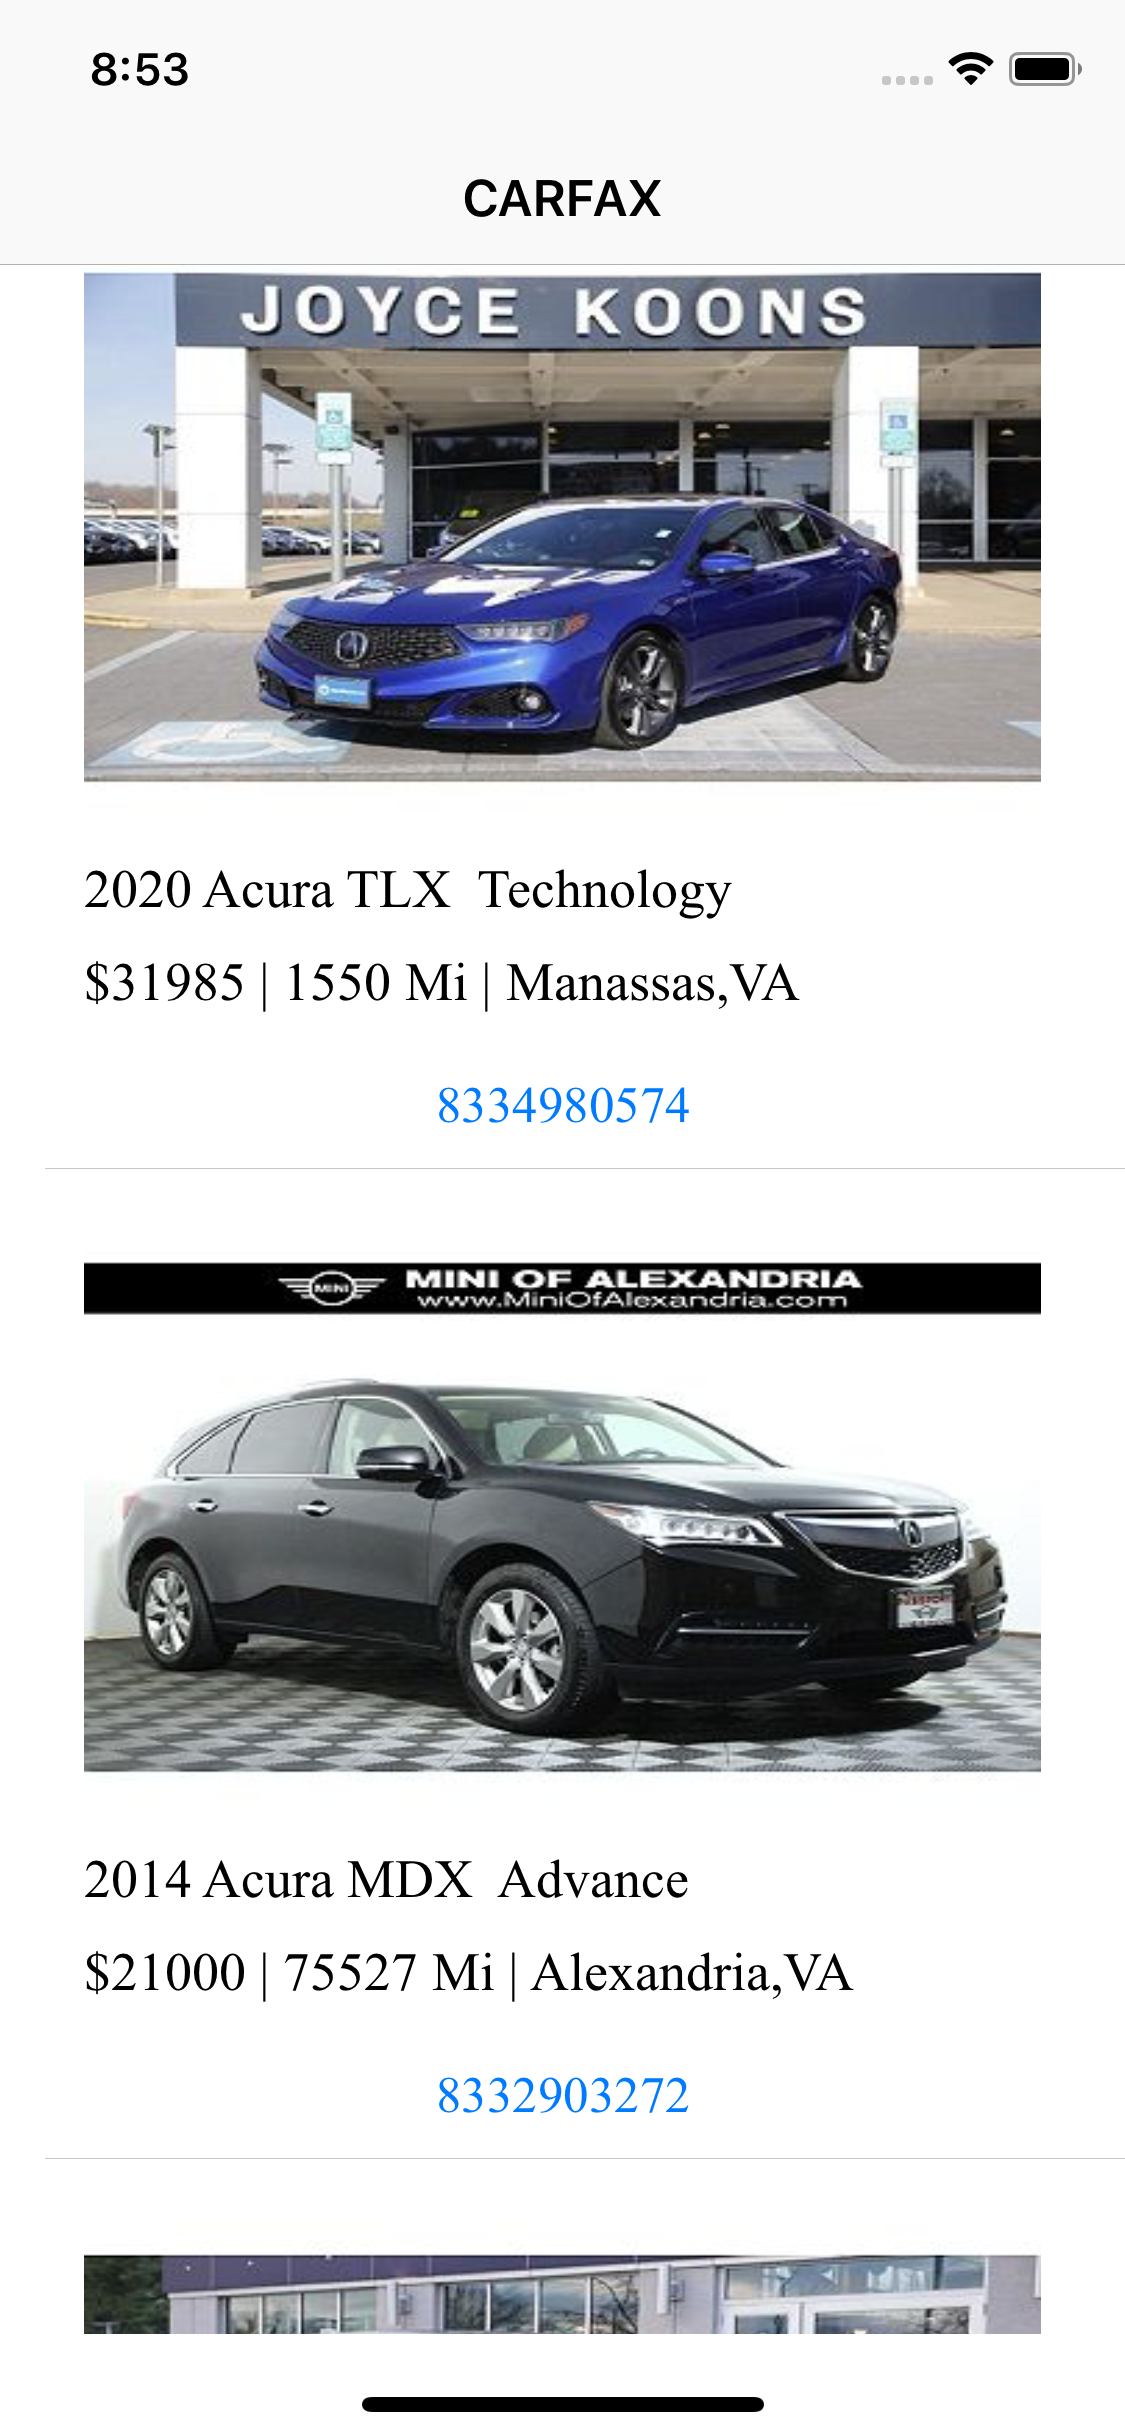 8:53
CARFAX
JOYCE KOONS
2020 Acura TLX  Technology
$31985 | 1550 Mi | Manassas,VA
8334980574
MINI
MINI OF ALEXANDRIA
www.MiniOfAlexandria.com
2014 Acura MDX  Advance
$21000 | 75527 Mi | Alexandria,VA
8332903272